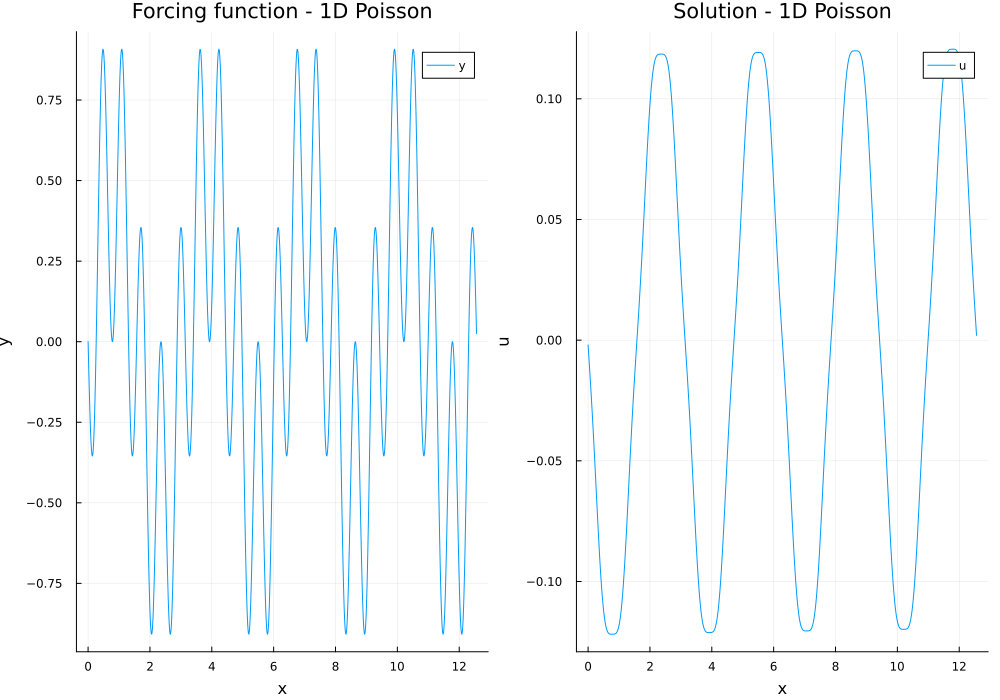 Forcing function - 1D Poisson
y
0.75
0.50
0.25
0.00
−0.25
−0.50
−0.75
y
0 2 4 6 8 10 12
x
Solution - 1D Poisson
u
0.10
0.05
0.00
−0.05
−0.10
u
0 2 4 6 8 10 12
x